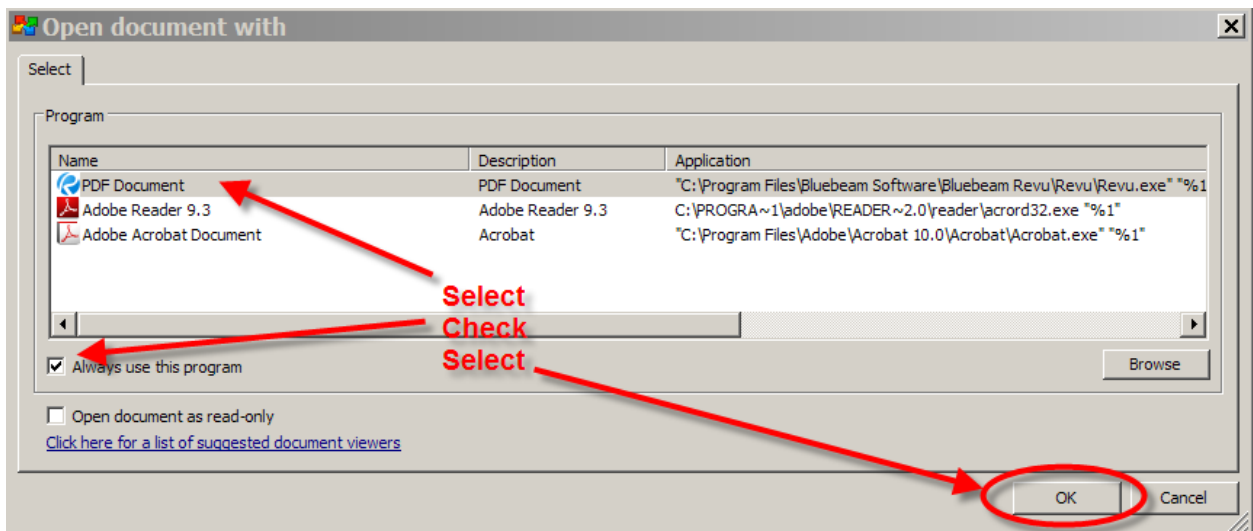 Open document with
Select
Program
Name Description Application
PDF Document PDF Document "C:\Program Files\Bluebeam Software\Bluebeam Revu\Revu\Revu.exe" "%1
Adobe Reader 9.3 Adobe Reader 9.3 C:\PROGRA~1\adobe\READER~2.0\reader\acrord32.exe "%1"
Adobe Acrobat Document Acrobat "C:\Program Files\Adobe\Acrobat 10.0\Acrobat\Acrobat.exe" "%1"
Select
Check
Select
Always use this program Browse
Open document as read-only
Click here for a list of suggested document viewers
OK Cancel